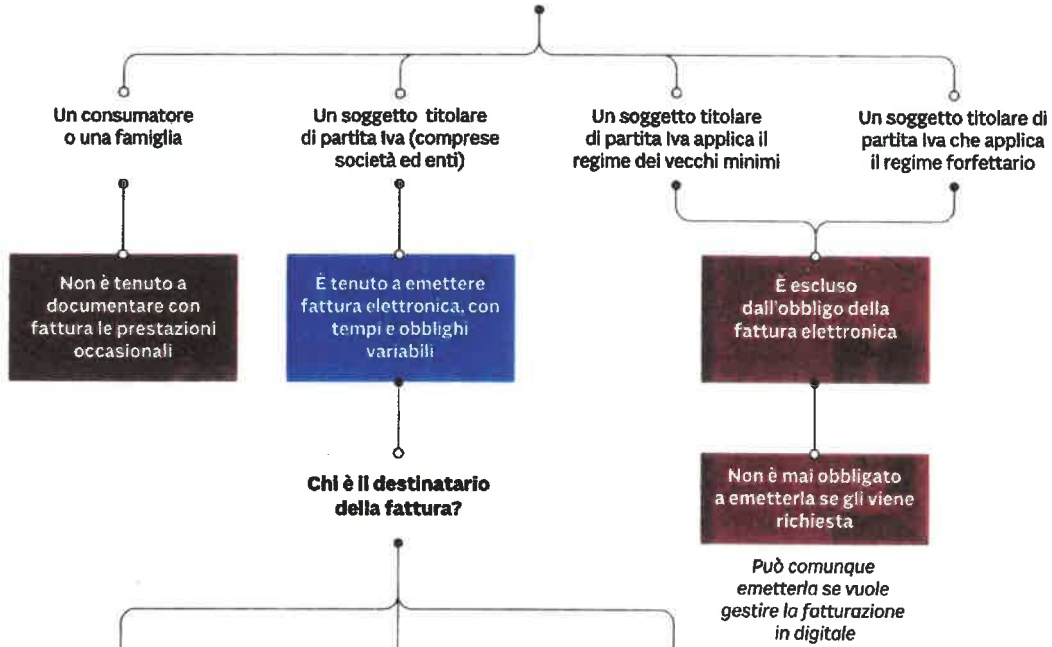 Un consumatore
o una famiglia
Un soggetto titolare
di partita Iva (comprese
società ed enti)
Un soggetto titolare
di partita Iva applica il
regime dei vecchi minimi
Un soggetto titolare di
partita Iva che applica
il regime forfettario
Non è tenuto a
documentare con
fattura le prestazioni
occasionali
È tenuto a emettere
fattura elettronica, con
tempi e obblighi
variabili
È escluso
dall'obbligo della
fattura elettronica
Chi è il destinatario
della fattura?
Non è mai obbligato
a emetterla se gli viene
richiesta
Può comunque
emetterla se vuole
gestire la fatturazione
in digitale